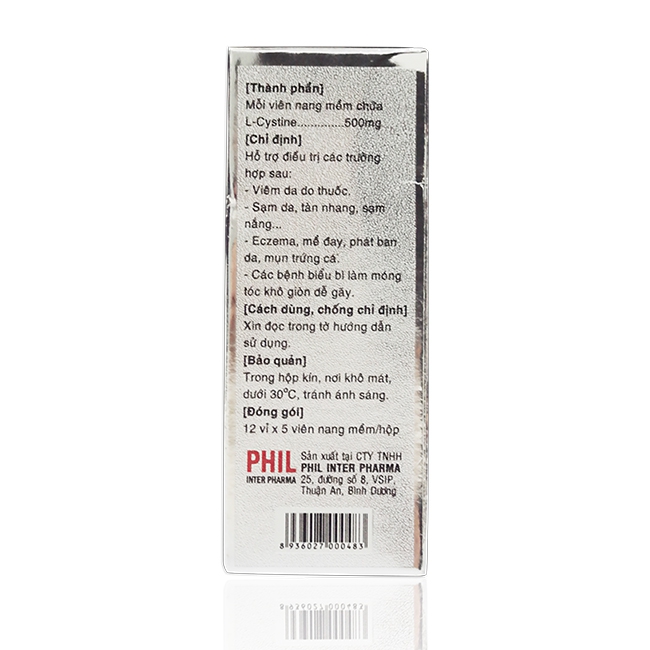 [Thành phần]
Mỗi viên nang mềm chứa
L-Cystine..............500mg
[Chỉ định]
Hỗ trợ điều trị các trường
hợp sau:
- Viêm da do thuốc.
- Sạm da, tàn nhang, sạm
nắng...
- Eczema, mề đay, phát ban
da, mụn trứng cá.
- Các bệnh biểu bì làm móng
tóc khô giòn dễ gãy.
[Cách dùng, chống chỉ định]
Xin đọc trong tờ hướng dẫn
sử dụng.
[Bảo quản]
Trong hộp kín, nơi khô mát,
dưới 30°C, tránh ánh sáng.
[Đóng gói]
12 vỉ x 5 viên nang mềm/hộp
PHIL
INTER PHARMA
Sản xuất tại CTY TNHH
PHIL INTER PHARMA
25, đường số 8, VSIP,
Thuận An, Bình Dương
8 936027 000483